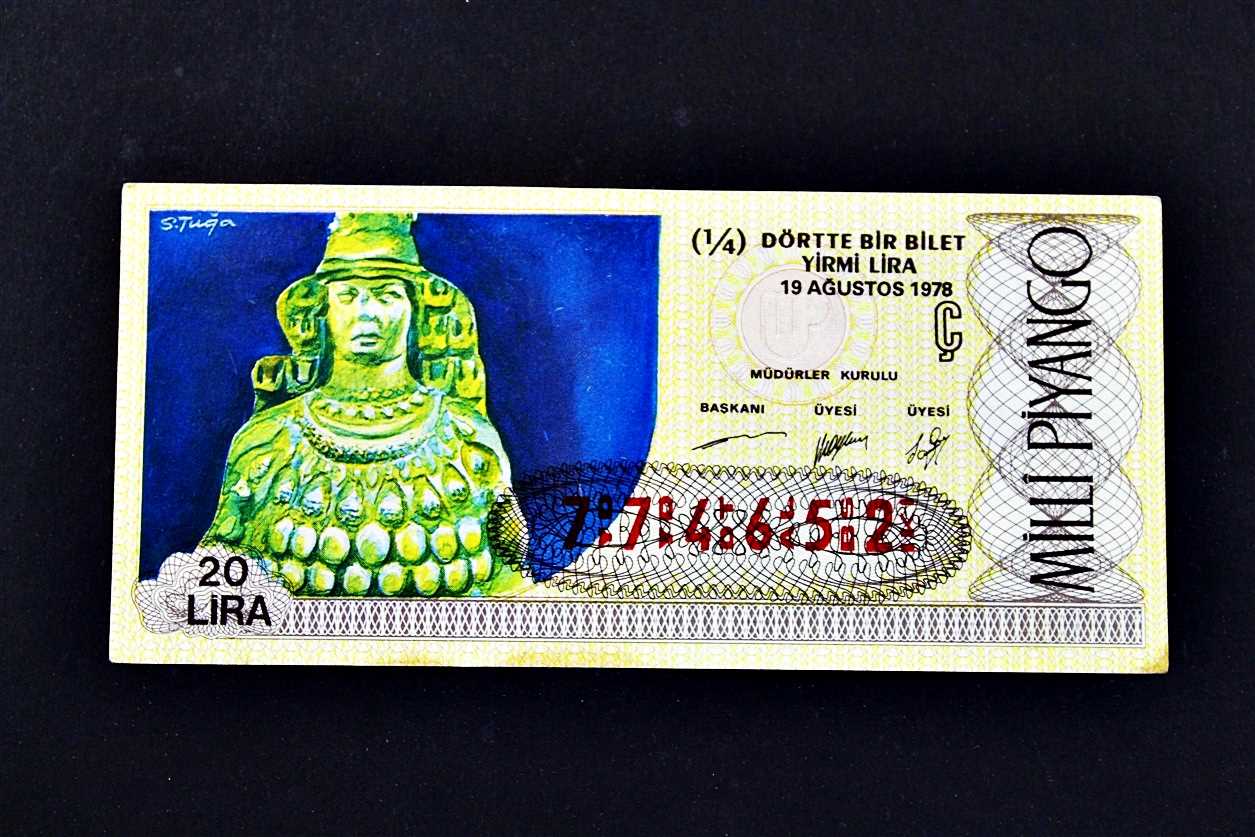 S.Tuğa
(1/4) DÖRTTE BİR BİLET
YİRMİ LİRA
19 AĞUSTOS 1978
Ç
MÜDÜRLER KURULU
BAŞKANI ÜYESİ ÜYESİ
7 7 4 6 5 2
20
LİRA
MİLLİ PİYANGO